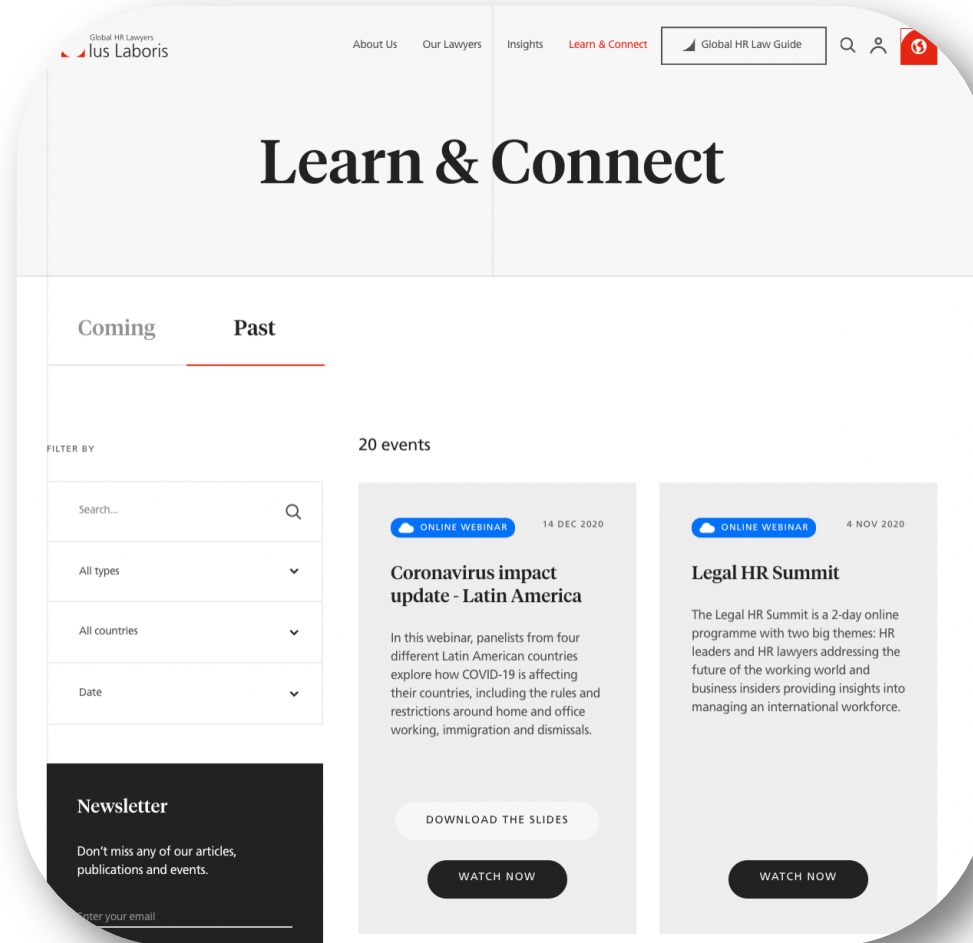 Global HR Lawyers
Ius Laboris
About Us
Our Lawyers
Insights
Learn & Connect
Global HR Law Guide
Learn & Connect
Coming
Past
FILTER BY
Search...
All types
All countries
Date
Newsletter
Don't miss any of our articles,
publications and events.
Enter your email
20 events
ONLINE WEBINAR
14 DEC 2020
Coronavirus impact
update - Latin America
In this webinar, panelists from four
different Latin American countries
explore how COVID-19 is affecting
their countries, including the rules and
restrictions around home and office
working, immigration and dismissals.
DOWNLOAD THE SLIDES
WATCH NOW
ONLINE WEBINAR
4 NOV 2020
Legal HR Summit
The Legal HR Summit is a 2-day online
programme with two big themes: HR
leaders and HR lawyers addressing the
future of the working world and
business insiders providing insights into
managing an international workforce.
WATCH NOW